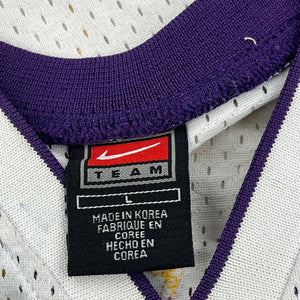 TEAM
L
MADE IN KOREA
FABRIQUE EN
COREE
HECHO EN
COREA